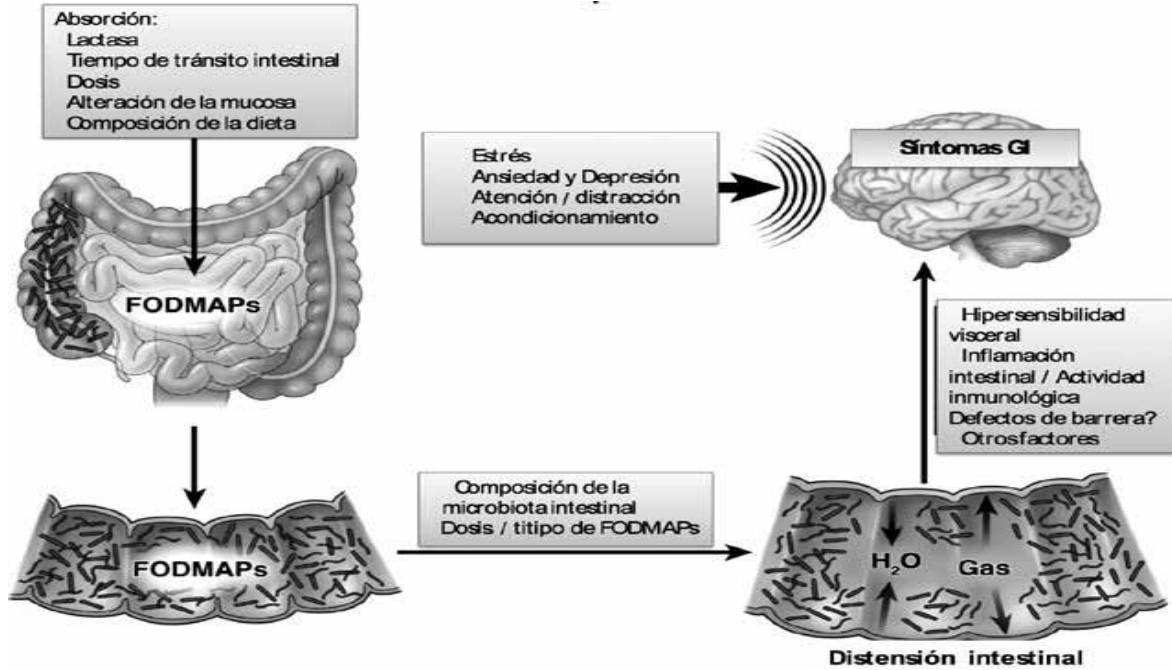 Absorción:
Lactasa
Tiempo de tránsito intestinal
Dosis
Alteración de la mucosa
Composición de la dieta
FODMAPs
Estrés
Ansiedad y Depresión
Atención / distracción
Acondicionamiento
Síntomas GI
Hipersensibilidad
visceral
Inflamación
intestinal / Actividad
inmunológica
Defectos de barrera?
Otros factores
FODMAPs
Composición de la
microbiota intestinal
Dosis / titipo de FODMAPs
H₂O
Gas
Distensión intestinal